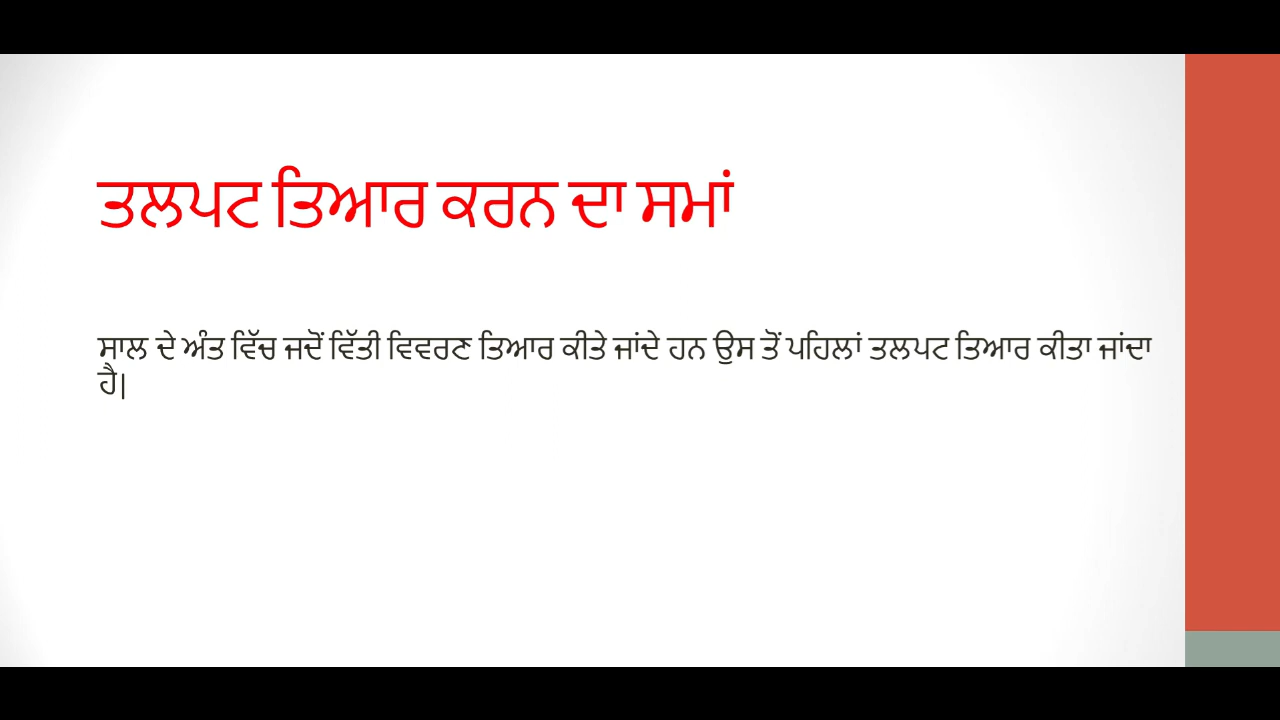 ਤਲਪਟ ਤਿਆਰ ਕਰਨ ਦਾ ਸਮਾਂ
ਸਾਲ ਦੇ ਅੰਤ ਵਿੱਚ ਜਦੋਂ ਵਿੱਤੀ ਵਿਵਰਣ ਤਿਆਰ ਕੀਤੇ ਜਾਂਦੇ ਹਨ ਉਸ ਤੋਂ ਪਹਿਲਾਂ ਤਲਪਟ ਤਿਆਰ ਕੀਤਾ ਜਾਂਦਾ
ਹੈ|